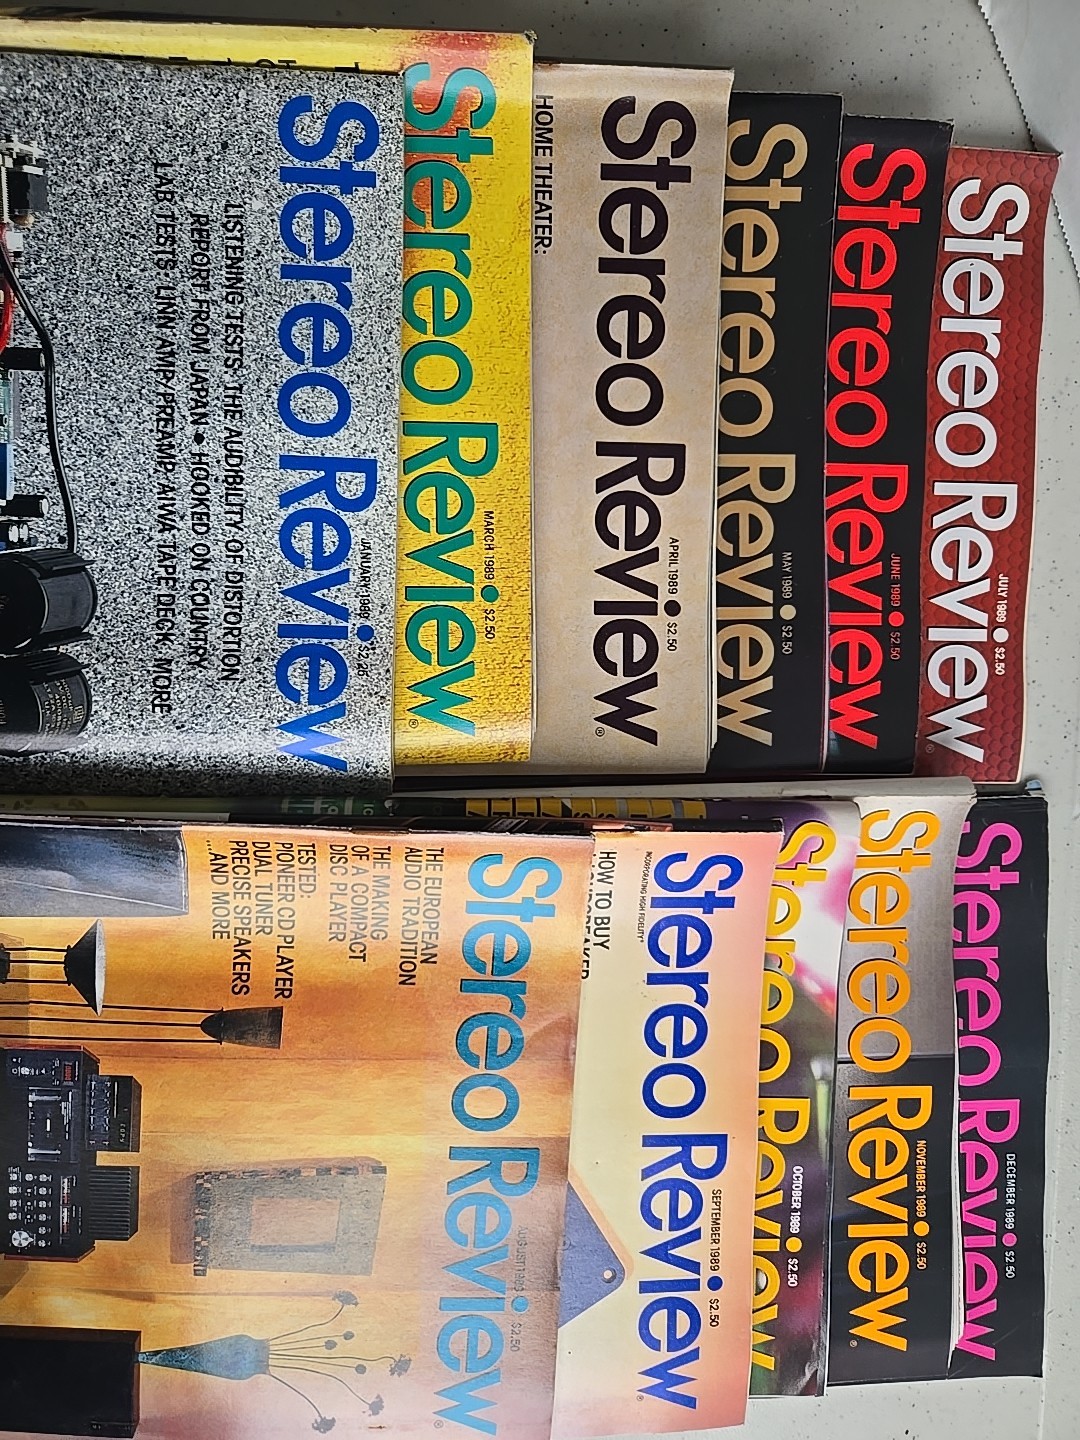 Stereo Review
JANUARY 1989 • $2.25
LISTENING TESTS: THE AUDIBILITY OF DISTORTION
REPORT FROM JAPAN • HOOKED ON COUNTRY
LAB TESTS: LINN AMP/PREAMP, AIWA TAPE DECK, MORE
Stereo Review®
MARCH 1989 • $2.50
Stereo Review®
APRIL 1989 • $2.50
HOME THEATER:
Stereo Review
MAY 1989 • $2.50
Stereo Review
JUNE 1989 • $2.50
Stereo Review®
JULY 1989 • $2.50
Stereo Review®
AUGUST 1989 • $2.50
THE EUROPEAN
AUDIO TRADITION
THE MAKING
OF A COMPACT
DISC PLAYER
TESTED:
PIONEER CD PLAYER
DUAL TUNER
PRECISE SPEAKERS
...AND MORE
Stereo Review®
INCORPORATING HIGH FIDELITY®
SEPTEMBER 1989 • $2.50
HOW TO BUY
Stereo Review
OCTOBER 1989 • $2.50
Stereo Review®
NOVEMBER 1989 • $2.50
Stereo Review
DECEMBER 1989 • $2.50